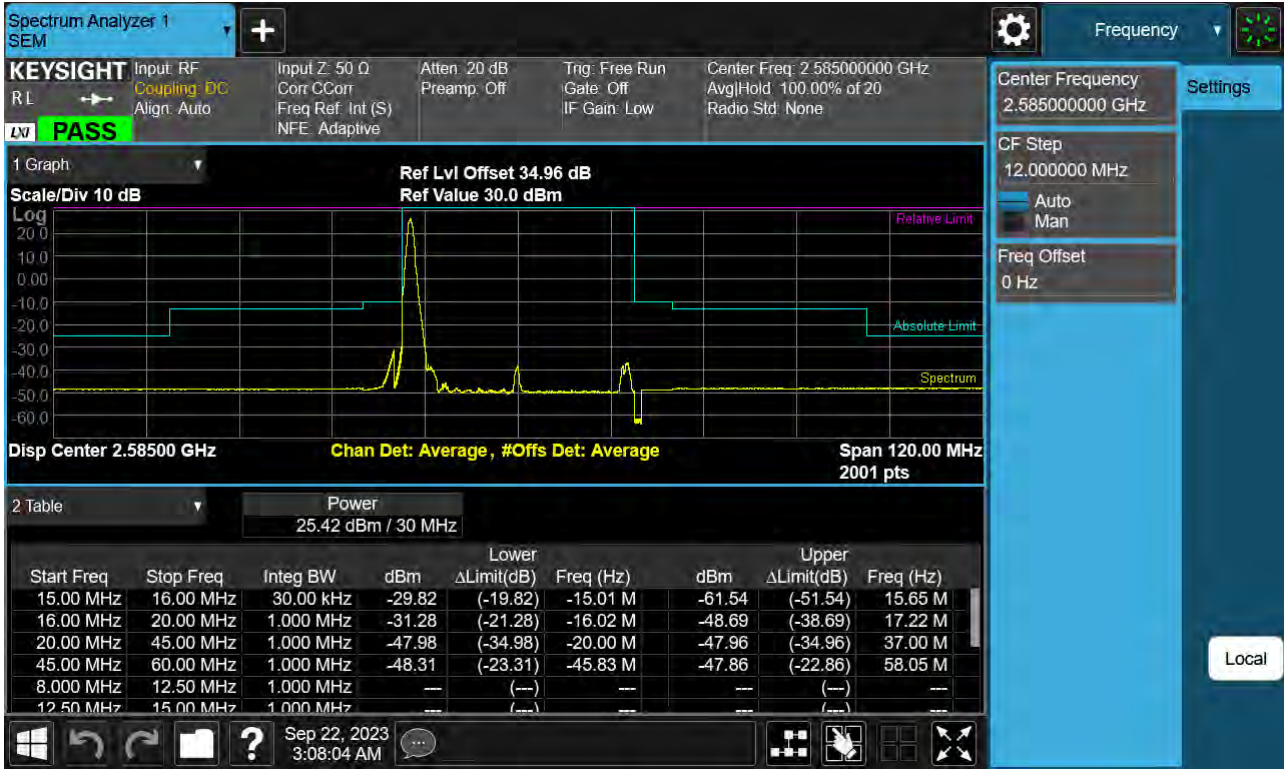 Spectrum Analyzer 1
SEM
+
Frequency
KEYSIGHT
R L
LXI
PASS
Input: RF
Coupling: DC
Align: Auto
Input Z: 50 Ω
Corr CCorr
Freq Ref: Int (S)
NFE: Adaptive
Atten: 20 dB
Preamp: Off
Trig: Free Run
Gate: Off
IF Gain: Low
Center Freq: 2.585000000 GHz
Avg|Hold: 100.00% of 20
Radio Std: None
Center Frequency
2.585000000 GHz
Settings
CF Step
12.000000 MHz
Auto
Man
Freq Offset
0 Hz
1 Graph
Scale/Div 10 dB
Ref Lvl Offset 34.96 dB
Ref Value 30.0 dBm
Log
20.0
10.0
0.00
-10.0
-20.0
-30.0
-40.0
-50.0
-60.0
Relative Limit
Absolute Limit
Spectrum
Disp Center 2.58500 GHz
Chan Det: Average , #Offs Det: Average
Span 120.00 MHz
2001 pts
2 Table
Power
25.42 dBm / 30 MHz
Lower Upper
Start Freq Stop Freq Integ BW dBm ΔLimit(dB) Freq (Hz) dBm ΔLimit(dB) Freq (Hz)
15.00 MHz 16.00 MHz 30.00 kHz -29.82 (-19.82) -15.01 M -61.54 (-51.54) 15.65 M
16.00 MHz 20.00 MHz 1.000 MHz -31.28 (-21.28) -16.02 M -48.69 (-38.69) 17.22 M
20.00 MHz 45.00 MHz 1.000 MHz -47.98 (-34.98) -20.00 M -47.96 (-34.96) 37.00 M
45.00 MHz 60.00 MHz 1.000 MHz -48.31 (-23.31) -45.83 M -47.86 (-22.86) 58.05 M
8.000 MHz 12.50 MHz 1.000 MHz --- (---) --- --- (---) ---
12.50 MHz 15.00 MHz 1.000 MHz --- (---) --- --- (---) ---
Local
?
Sep 22, 2023
3:08:04 AM